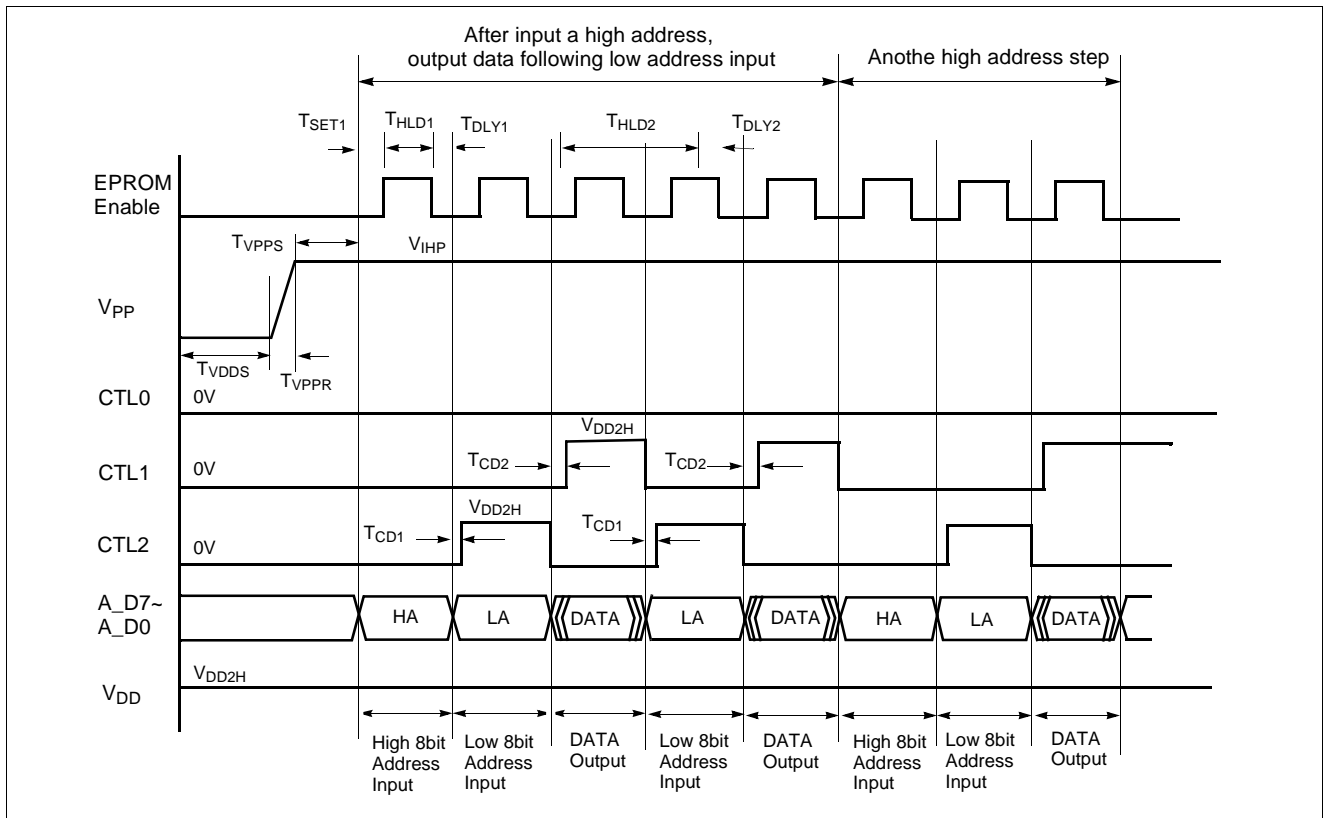 After input a high address,
output data following low address input
Anothe high address step
TSET1
THLD1
TDLY1
THLD2
TDLY2
EPROM
Enable
TVPPS
VIHP
VPP
TVDDS
TVPPR
CTL0
0V
VDD2H
CTL1
0V
TCD2
TCD2
VDD2H
CTL2
0V
TCD1
TCD1
A_D7~
A_D0
HA
LA
DATA
LA
DATA
HA
LA
DATA
VDD2H
VDD
High 8bit
Address
Input
Low 8bit
Address
Input
DATA
Output
Low 8bit
Address
Input
DATA
Output
High 8bit
Address
Input
Low 8bit
Address
Input
DATA
Output